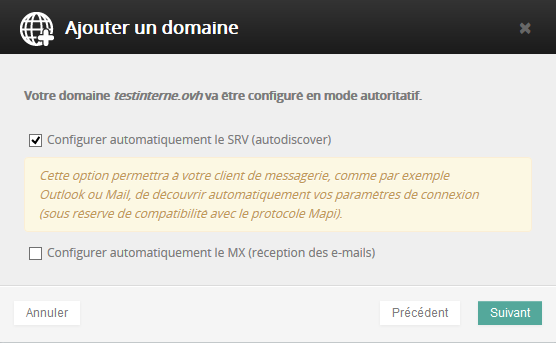 Ajouter un domaine
Votre domaine testinterne.ovh va être configuré en mode autoritatif.
Configurer automatiquement le SRV (autodiscover)
Cette option permettra à votre client de messagerie, comme par exemple
Outlook ou Mail, de découvrir automatiquement vos paramètres de connexion
(sous réserve de compatibilité avec le protocole Mapi).
Configurer automatiquement le MX (réception des e-mails)
Annuler
Précédent
Suivant